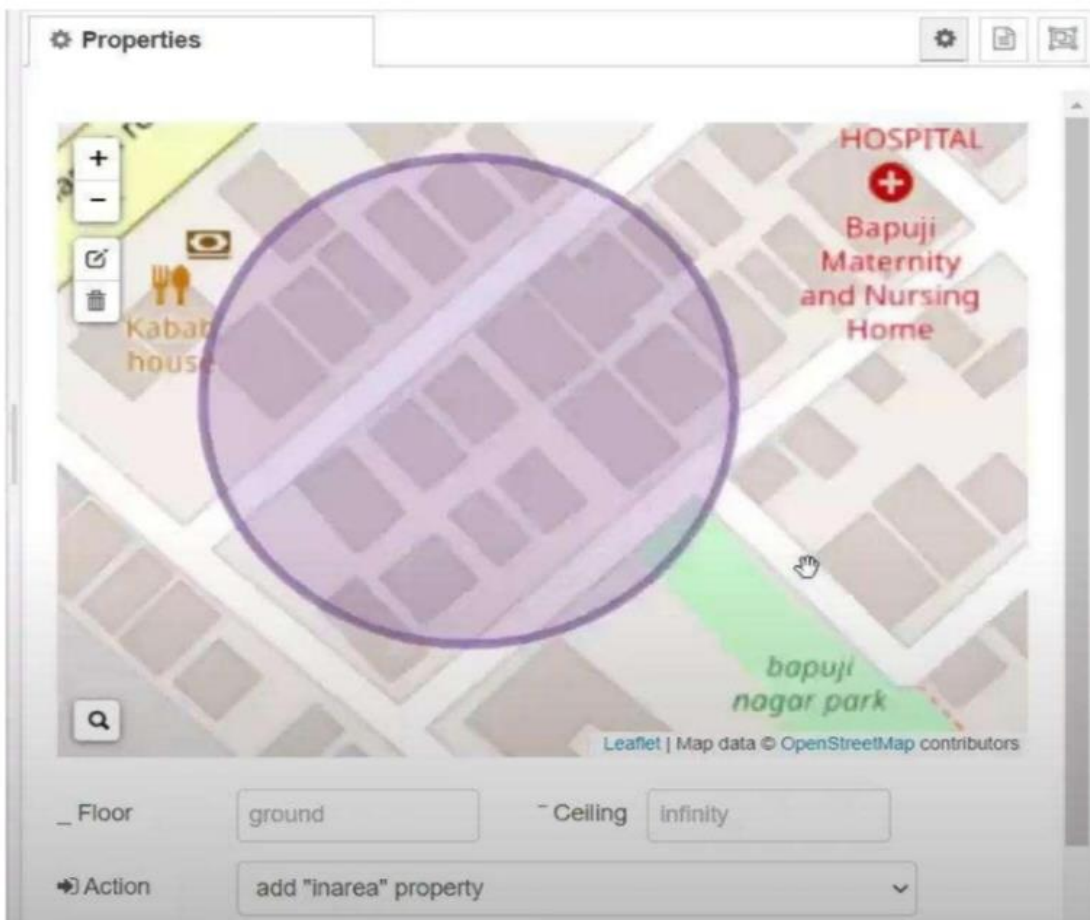 Properties
HOSPITAL
Bapuji
Maternity
and Nursing
Home
Kabab
house
bapuji
nagar park
Leaflet | Map data © OpenStreetMap contributors
Floor
ground
Ceiling
infinity
Action
add "inarea" property